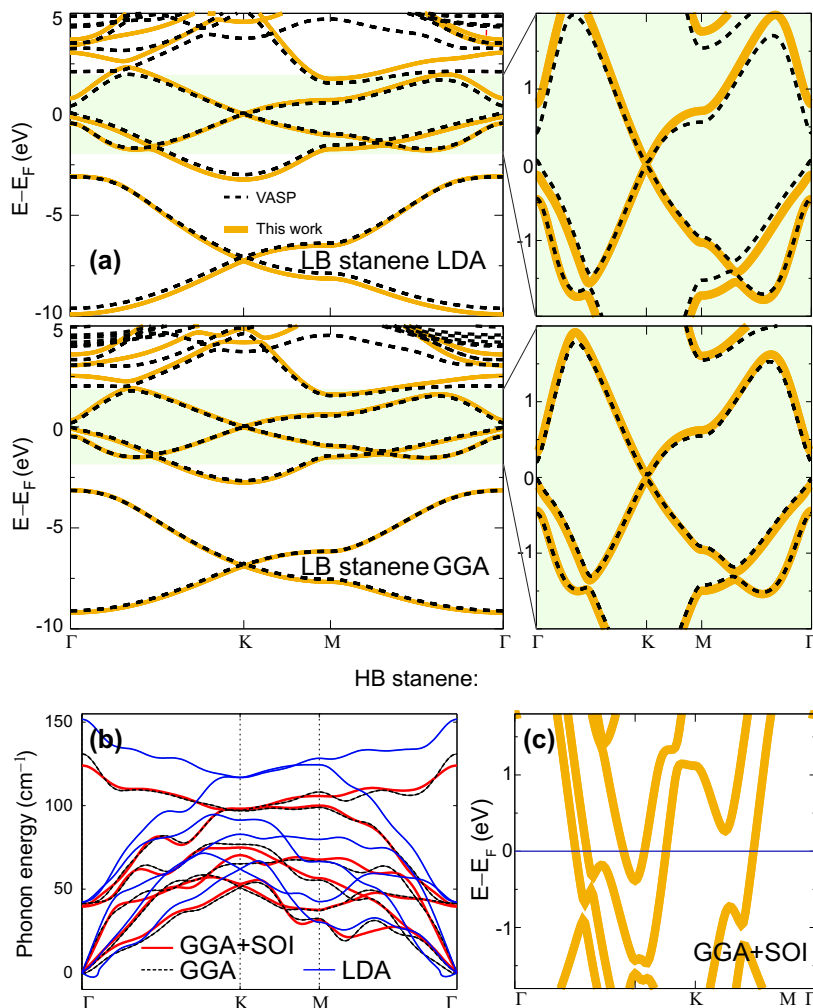 5
0
-5
-10
E−E_F (eV)
VASP
This work
(a)
LB stanene LDA
1
0
-1
5
0
-5
-10
E−E_F (eV)
LB stanene GGA
Γ K M Γ
1
0
1
Γ K M Γ
HB stanene:
150
100
50
0
Phonon energy (cm⁻¹)
(b)
GGA+SOI
GGA
LDA
Γ K M Γ
(c)
1
0
-1
E−E_F (eV)
GGA+SOI
Γ K M Γ